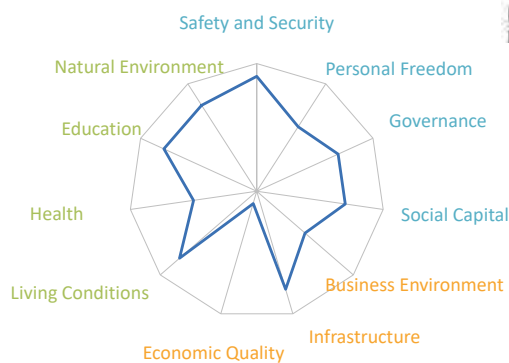 Safety and Security
Natural Environment
Personal Freedom
Education
Governance
Health
Social Capital
Living Conditions
Business Environment
Infrastructure
Economic Quality